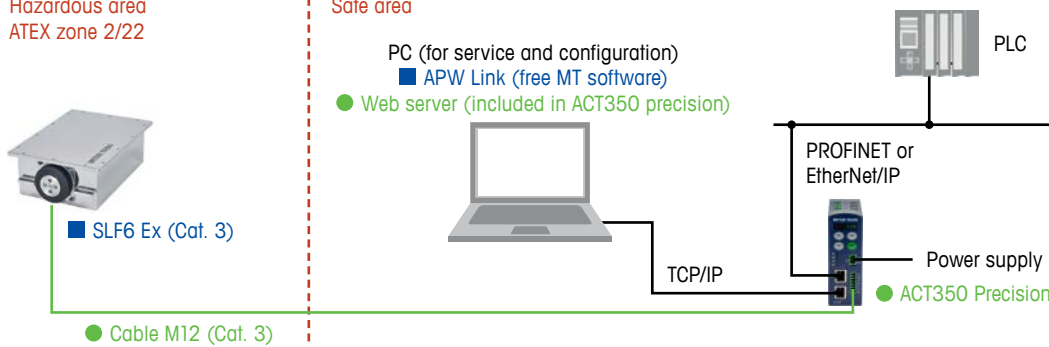 Hazardous area
ATEX zone 2/22
Safe area
PC (for service and configuration)
APW Link (free MT software)
Web server (included in ACT350 precision)
PLC
PROFINET or
EtherNet/IP
SLF6 Ex (Cat. 3)
TCP/IP
Power supply
ACT350 Precision
Cable M12 (Cat. 3)